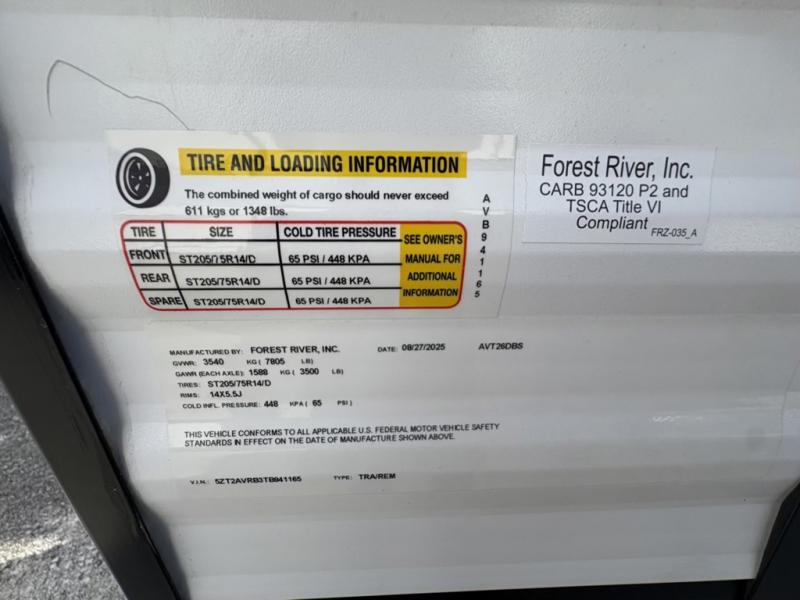 TIRE AND LOADING INFORMATION
The combined weight of cargo should never exceed
611 kgs or 1348 lbs.
TIRE SIZE COLD TIRE PRESSURE SEE OWNER'S MANUAL FOR ADDITIONAL INFORMATION
FRONT ST205/75R14/D 65 PSI / 448 KPA
REAR ST205/75R14/D 65 PSI / 448 KPA
SPARE ST205/75R14/D 65 PSI / 448 KPA
AVB941165
Forest River, Inc.
CARB 93120 P2 and
TSCA Title VI
Compliant
FRZ-035_A
MANUFACTURED BY: FOREST RIVER, INC. DATE: 08/27/2025 AVT26DBS
GVWR: 3540 KG ( 7805 LB)
GAWR (EACH AXLE): 1588 KG ( 3500 LB)
TIRES: ST205/75R14/D
RIMS: 14X5.5J
COLD INFL. PRESSURE: 448 KPA ( 65 PSI )
THIS VEHICLE CONFORMS TO ALL APPLICABLE U.S. FEDERAL MOTOR VEHICLE SAFETY
STANDARDS IN EFFECT ON THE DATE OF MANUFACTURE SHOWN ABOVE.
V.I.N.: 5ZT2AVRB3TB941165 TYPE: TRA/REM